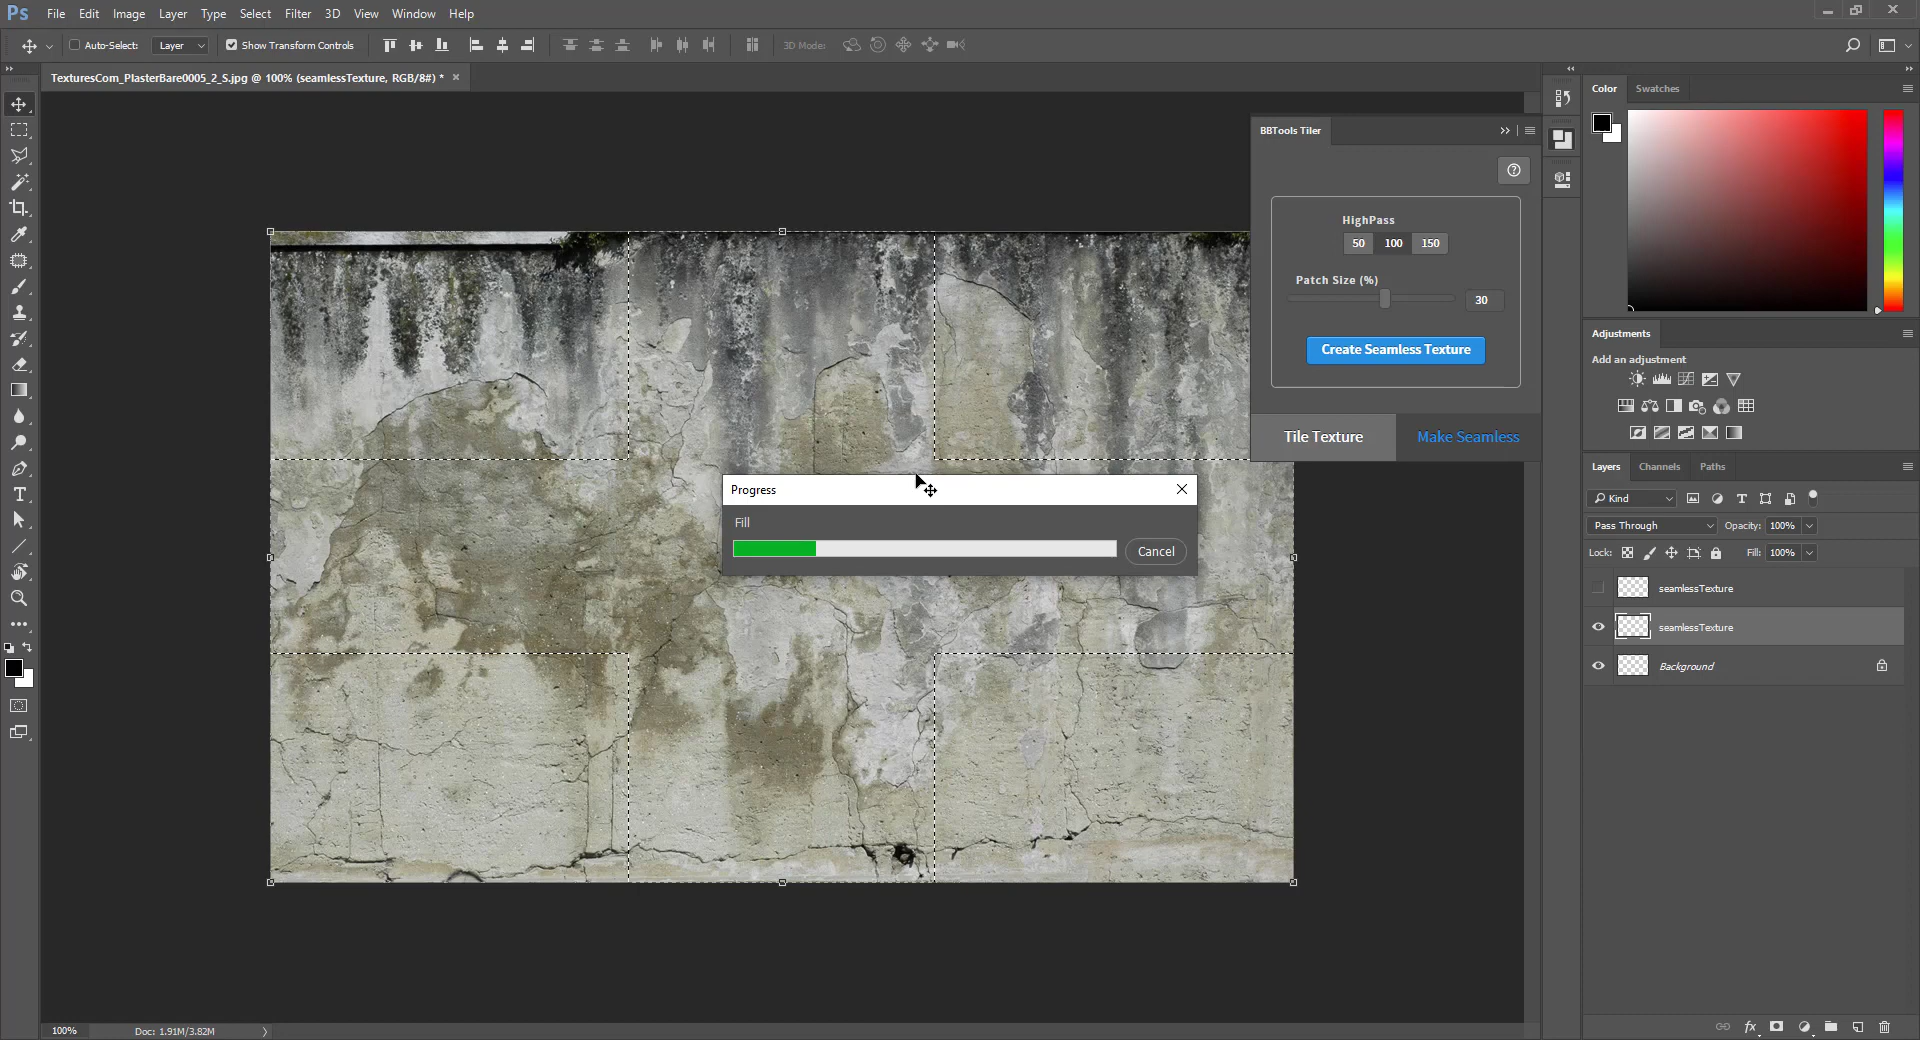 Ps File Edit Image Layer Type Select Filter 3D View Window Help
Auto-Select: Layer Show Transform Controls 3D Mode:
TexturesCom_PlasterBare0005_2_S.jpg @ 100% (seamlessTexture, RGB/8#) *
Color Swatches
BBTools Tiler
HighPass
50 100 150
Patch Size (%)
30
Create Seamless Texture
Tile Texture Make Seamless
Adjustments
Add an adjustment
Layers Channels Paths
Kind
Pass Through Opacity: 100%
Lock: Fill: 100%
seamlessTexture
seamlessTexture
Background
Progress
Fill
Cancel
100% Doc: 1.91M/3.82M